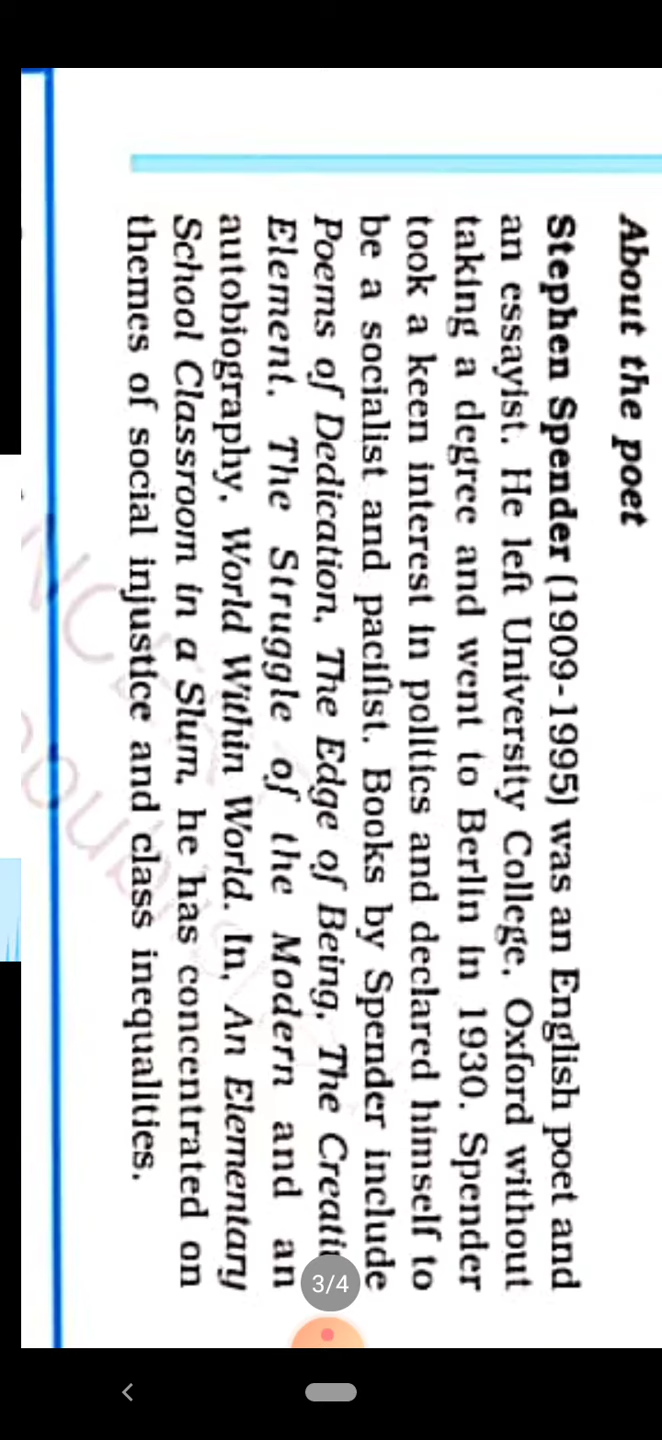 About the poet
Stephen Spender (1909-1995) was an English poet and
an essayist. He left University College, Oxford without
taking a degree and went to Berlin in 1930. Spender
took a keen interest in politics and declared himself to
be a socialist and pacifist. Books by Spender include
Poems of Dedication, The Edge of Being, The Creati
Element, The Struggle of the Modern and an
autobiography, World Within World. In, An Elementary
School Classroom in a Slum, he has concentrated on
themes of social injustice and class inequalities.
3/4